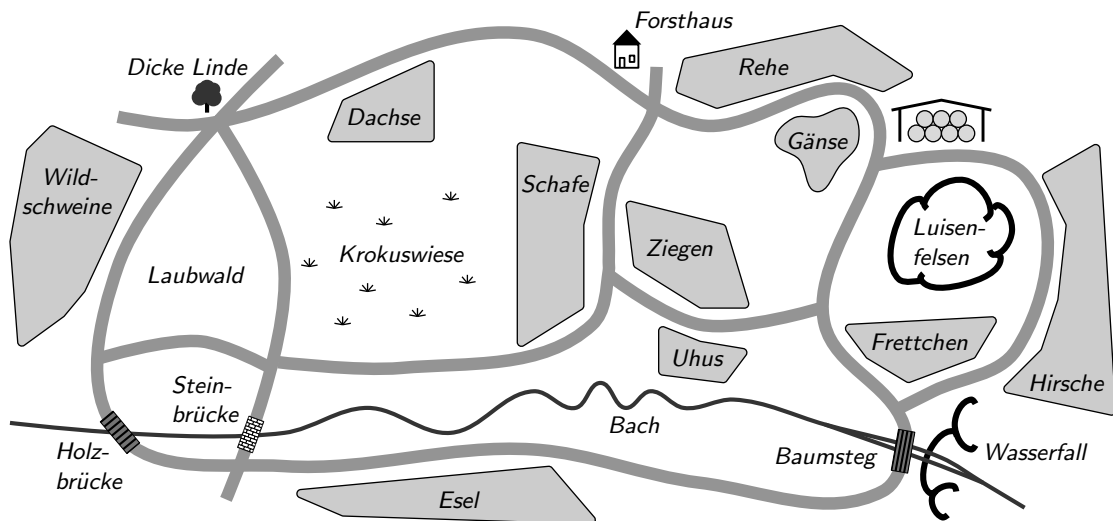 Forsthaus
Dicke Linde
Rehe
Dachse
Gänse
Wild-
schweine
Schafe
Luisen-
felsen
Ziegen
Krokuswiese
Laubwald
Uhus
Frettchen
Hirsche
Stein-
brücke
Bach
Holz-
brücke
Baumsteg
Wasserfall
Esel